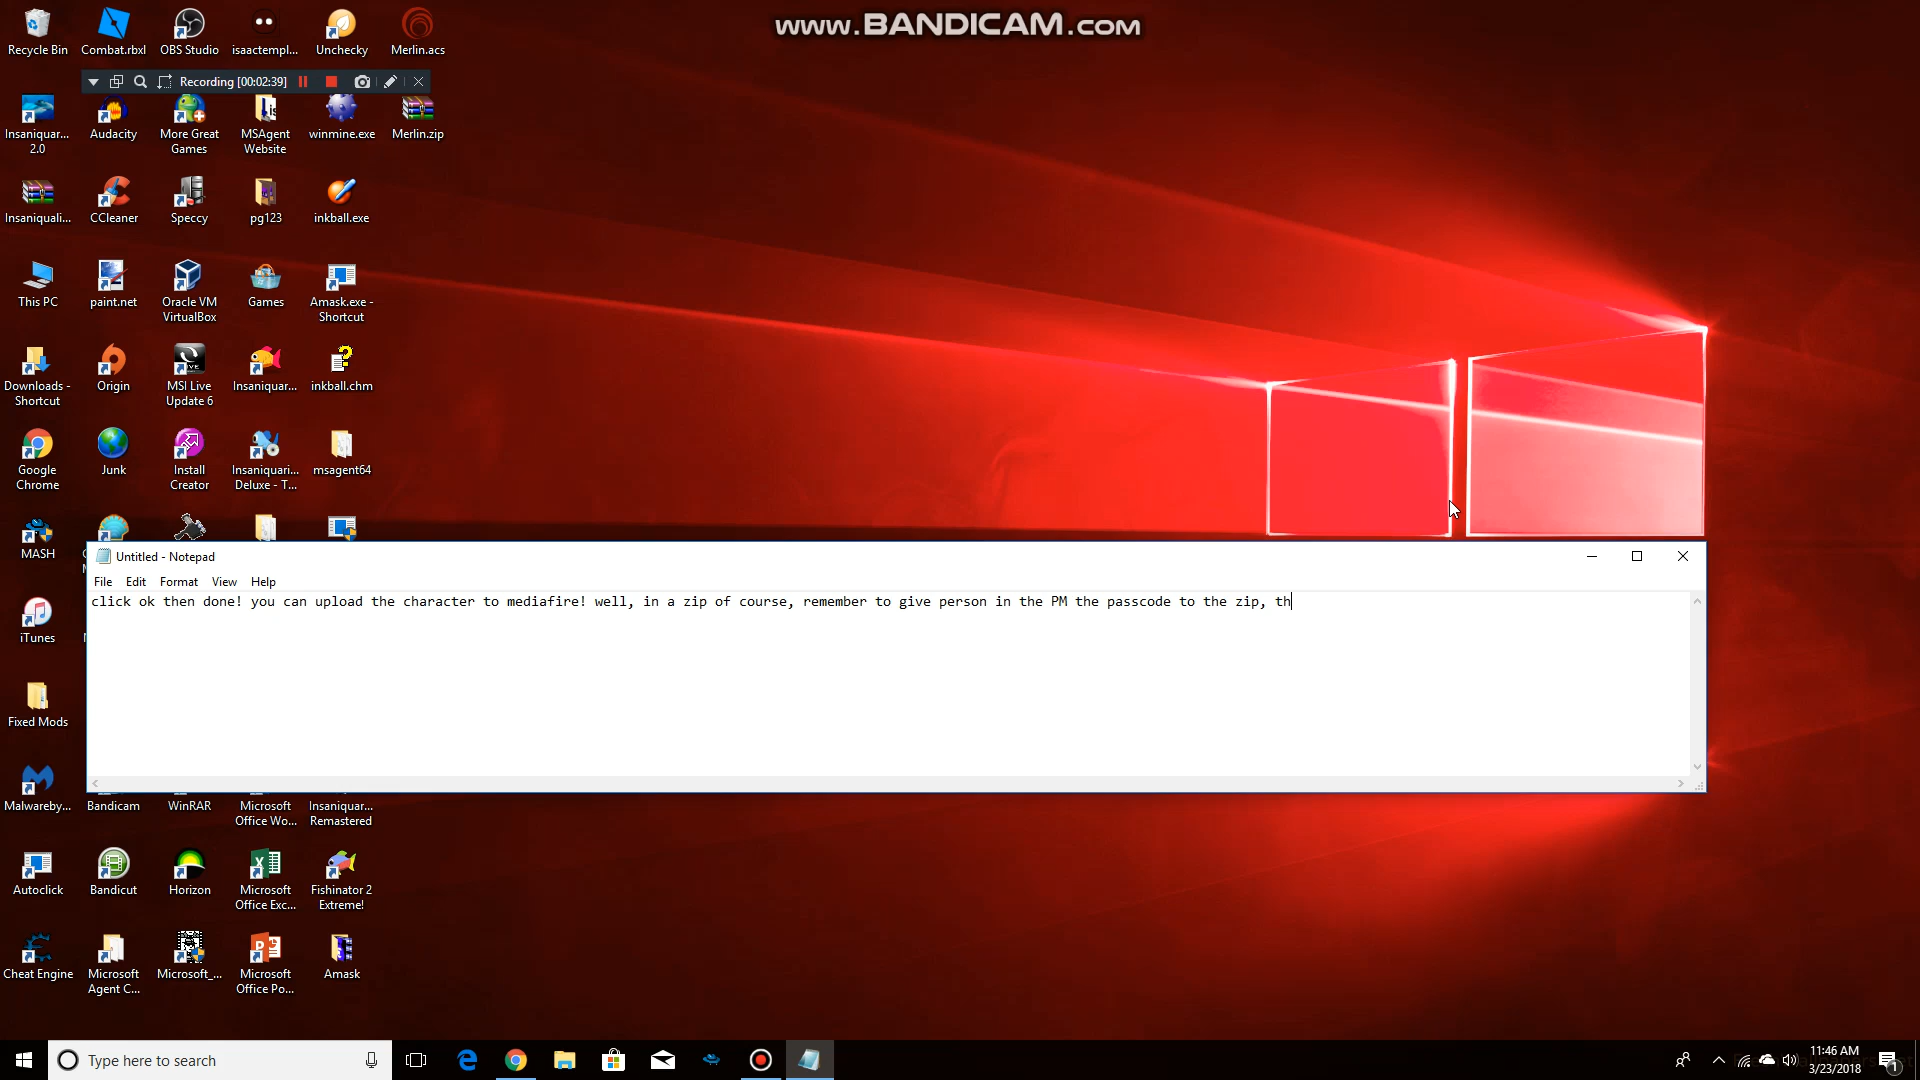 www.BANDICAM.com
Recycle Bin
Combat.rbxl
OBS Studio
isaactempl...
Unchecky
Merlin.acs
Recording [00:02:39]
Insaniquar...
2.0
Audacity
More Great
Games
MSAgent
Website
winmine.exe
Merlin.zip
Insaniquali...
CCleaner
Speccy
pg123
inkball.exe
This PC
paint.net
Oracle VM
VirtualBox
Games
Amask.exe -
Shortcut
Downloads -
Shortcut
Origin
MSI Live
Update 6
Insaniquar...
inkball.chm
Google
Chrome
Junk
Install
Creator
Insaniquari...
Deluxe - T...
msagent64
MASH
Untitled - Notepad
File Edit Format View Help
click ok then done! you can upload the character to mediafire! well, in a zip of course, remember to give person in the PM the passcode to the zip, th
iTunes
Fixed Mods
Malwareby...
Bandicam
WinRAR
Microsoft
Office Wo...
Insaniquar...
Remastered
Autoclick
Bandicut
Horizon
Microsoft
Office Exc...
Fishinator 2
Extreme!
Cheat Engine
Microsoft
Agent C...
Microsoft_...
Microsoft
Office Po...
Amask
Type here to search
11:46 AM
3/23/2018
1